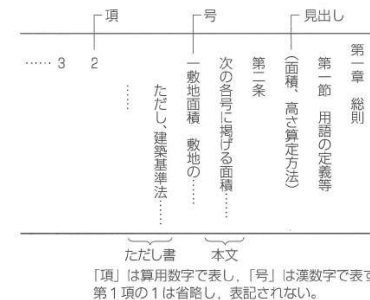 項
号
見出し
第一章 総則
第一節 用語の定義等
(面積、高さ算定方法)
第二条
次の各号に掲げる面積……
一敷地面積 敷地の……
ただし、建築基準法……
……
2
3
……
ただし書
本文
「項」は算用数字で表し,「号」は漢数字で表す
第1項の1は省略し,表記されない。